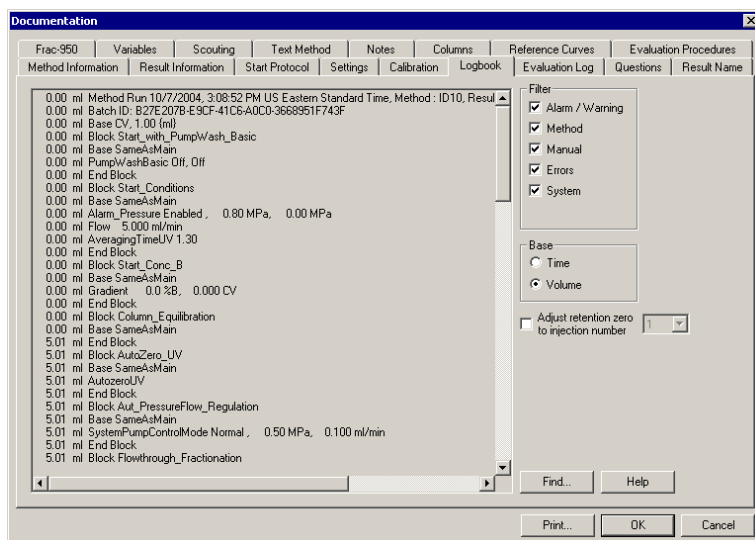 Documentation
Frac-950 Variables Scouting Text Method Notes Columns Reference Curves Evaluation Procedures
Method Information Result Information Start Protocol Settings Calibration Logbook Evaluation Log Questions Result Name
0.00 ml Method Run 10/7/2004, 3:08:52 PM US Eastern Standard Time, Method : ID10, Resul
0.00 ml Batch ID: B27E207B-E9CF-41C6-A0C0-3668951F743F
0.00 ml Base CV, 1.00 {ml}
0.00 ml Block Start_with_PumpWash_Basic
0.00 ml Base SameAsMain
0.00 ml PumpWashBasic Off, Off
0.00 ml End Block
0.00 ml Block Start_Conditions
0.00 ml Base SameAsMain
0.00 ml Alarm_Pressure Enabled , 0.80 MPa, 0.00 MPa
0.00 ml Flow 5.000 ml/min
0.00 ml AveragingTimeUV 1.30
0.00 ml End Block
0.00 ml Block Start_Conc_B
0.00 ml Base SameAsMain
0.00 ml Gradient 0.0 %B, 0.000 CV
0.00 ml End Block
0.00 ml Block Column_Equilibration
0.00 ml Base SameAsMain
5.01 ml End Block
5.01 ml Block AutoZero_UV
5.01 ml Base SameAsMain
5.01 ml AutozeroUV
5.01 ml End Block
5.01 ml Block Aut_PressureFlow_Regulation
5.01 ml Base SameAsMain
5.01 ml SystemPumpControlMode Normal , 0.50 MPa, 0.100 ml/min
5.01 ml End Block
5.01 ml Block Flowthrough_Fractionation
Filter
Alarm / Warning
Method
Manual
Errors
System
Base
Time
Volume
Adjust retention zero
to injection number
1
Find... Help
Print... OK Cancel